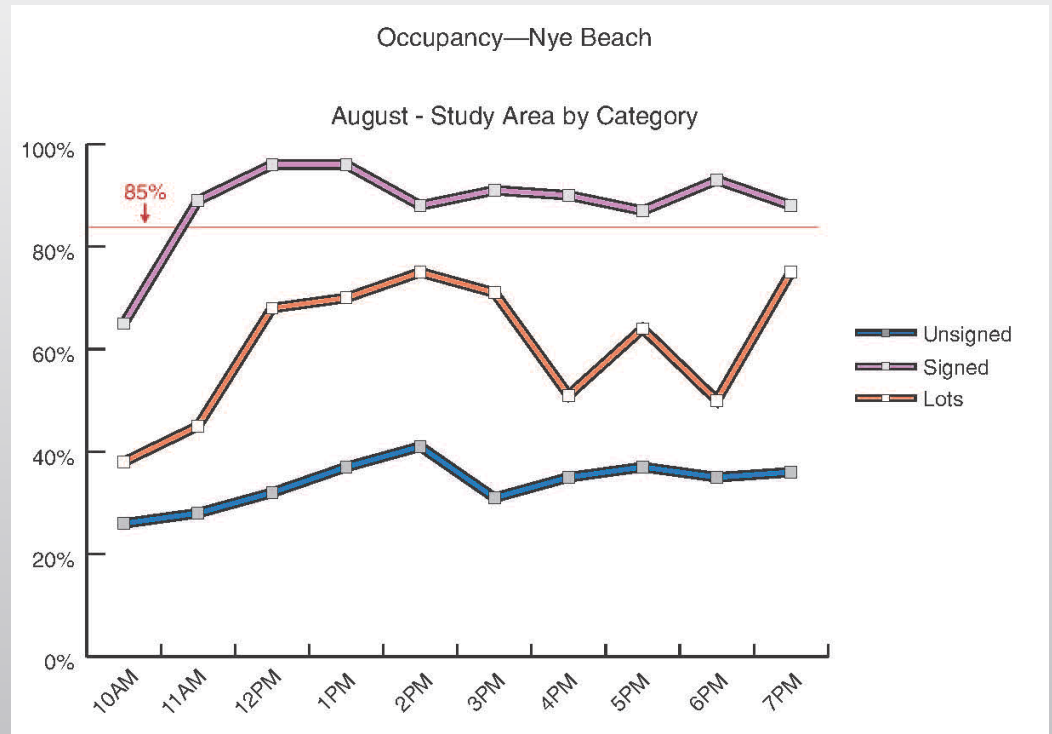 Occupancy—Nye Beach
August - Study Area by Category
100%
85%
80%
60%
40%
20%
0%
10AM
11AM
12PM
1PM
2PM
3PM
4PM
5PM
6PM
7PM
Unsigned
Signed
Lots